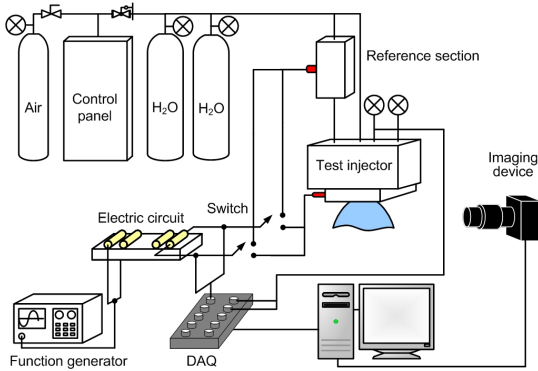 Reference section
Air
Control
panel
H₂O
H₂O
Test injector
Imaging
device
Electric circuit
Switch
Function generator
DAQ